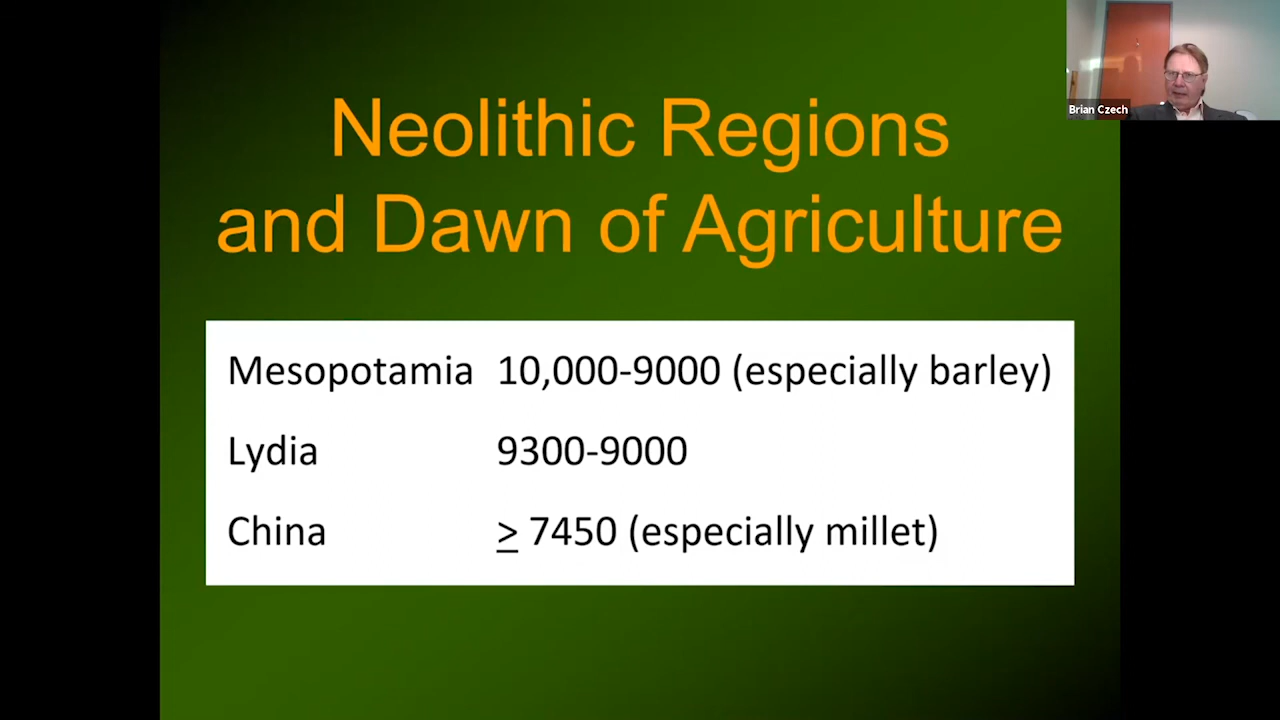 Neolithic Regions
and Dawn of Agriculture
Mesopotamia 10,000-9000 (especially barley)
Lydia 9300-9000
China ≥ 7450 (especially millet)
Brian Czech